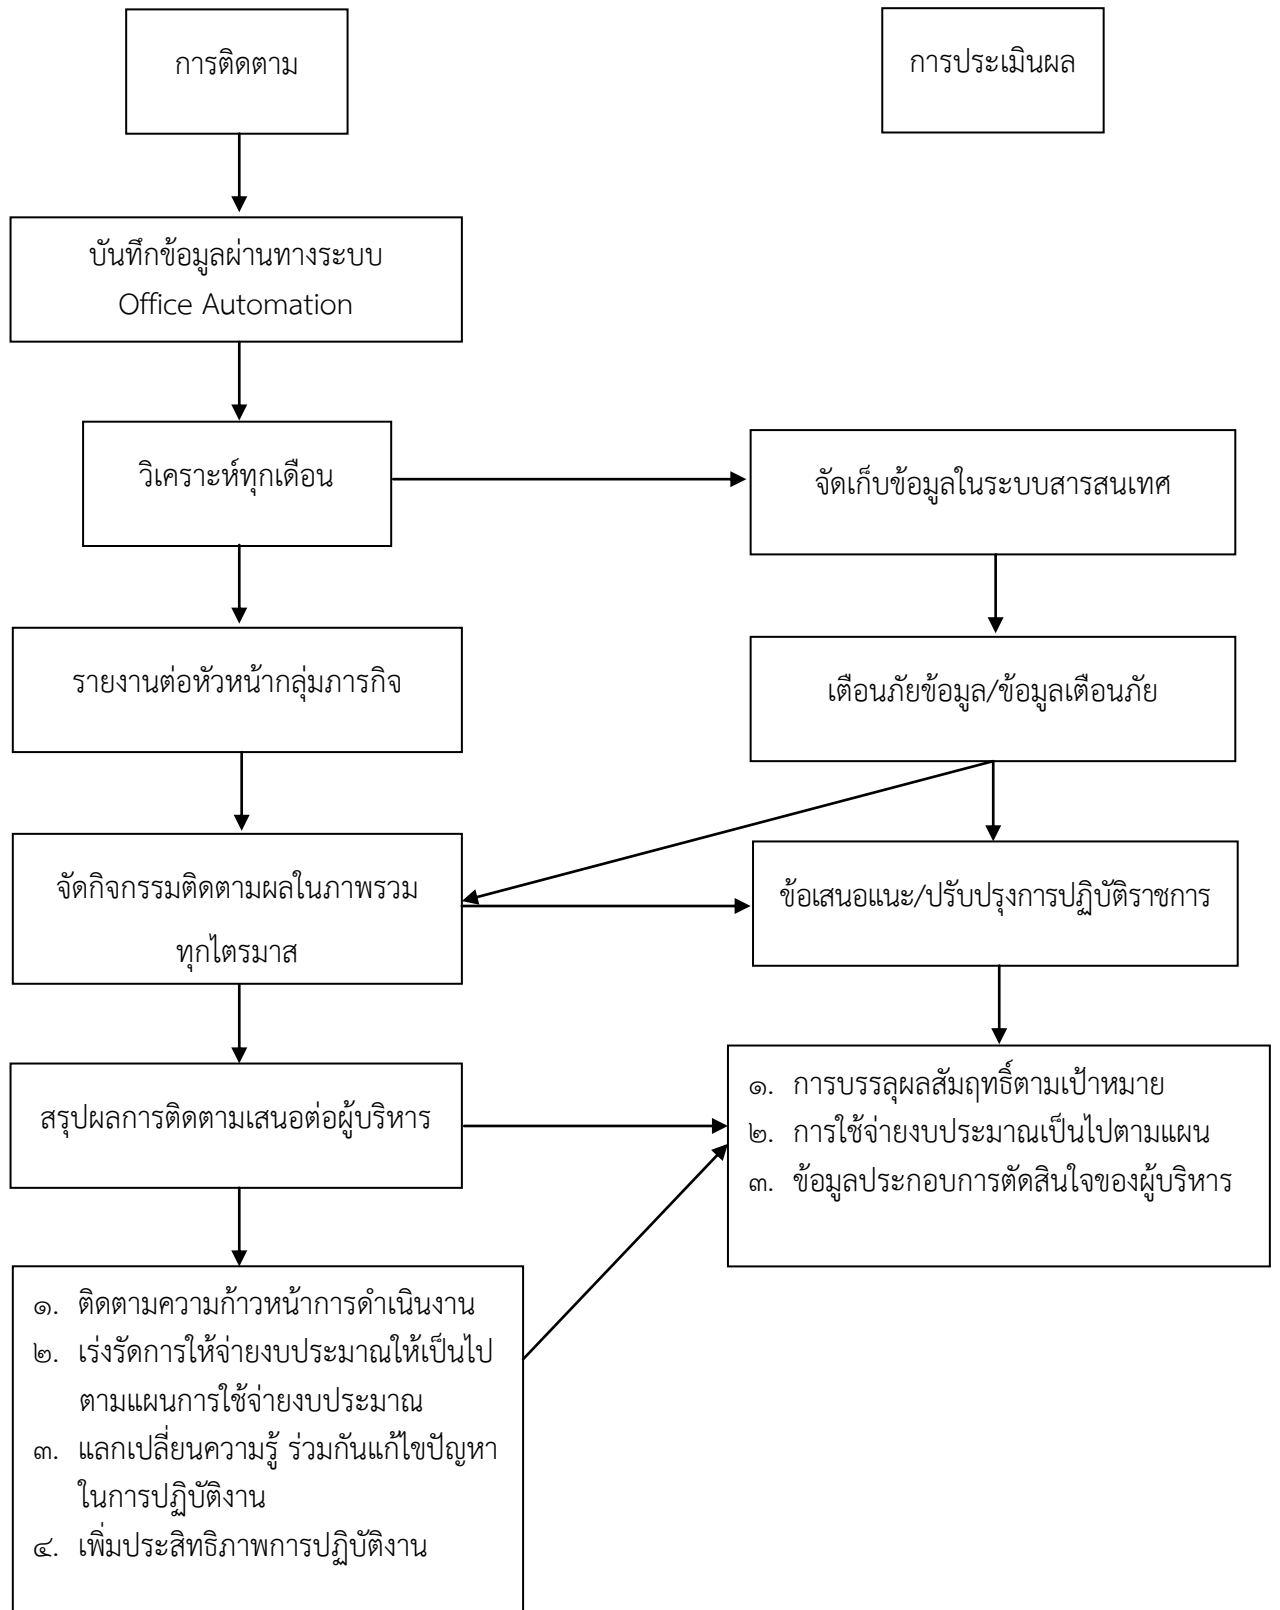 การติดตาม
การประเมินผล
บันทึกข้อมูลผ่านทางระบบ
Office Automation
วิเคราะห์ทุกเดือน
จัดเก็บข้อมูลในระบบสารสนเทศ
รายงานต่อหัวหน้ากลุ่มภารกิจ
เตือนภัยข้อมูล/ข้อมูลเตือนภัย
จัดกิจกรรมติดตามผลในภาพรวม
ทุกไตรมาส
ข้อเสนอแนะ/ปรับปรุงการปฏิบัติราชการ
สรุปผลการติดตามเสนอต่อผู้บริหาร
๑. การบรรลุผลสัมฤทธิ์ตามเป้าหมาย
๒. การใช้จ่ายงบประมาณเป็นไปตามแผน
๓. ข้อมูลประกอบการตัดสินใจของผู้บริหาร
๑. ติดตามความก้าวหน้าการดำเนินงาน
๒. เร่งรัดการให้จ่ายงบประมาณให้เป็นไป
ตามแผนการใช้จ่ายงบประมาณ
๓. แลกเปลี่ยนความรู้ ร่วมกันแก้ไขปัญหา
ในการปฏิบัติงาน
๔. เพิ่มประสิทธิภาพการปฏิบัติงาน